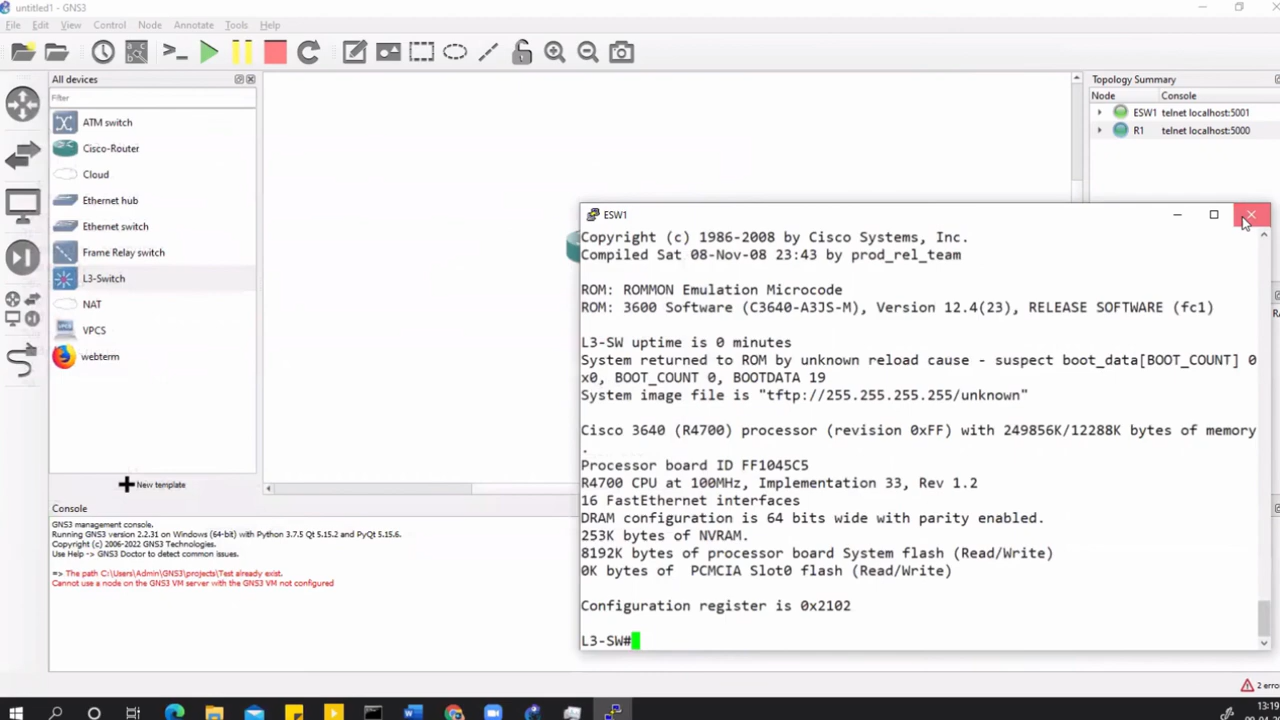 untitled1 - GNS3
File Edit View Control Node Annotate Tools Help
All devices
Filter
ATM switch
Cisco-Router
Cloud
Ethernet hub
Ethernet switch
Frame Relay switch
L3-Switch
NAT
VPCS
webterm
New template
Topology Summary
Node Console
ESW1 telnet localhost:5001
R1 telnet localhost:5000
ESW1
Copyright (c) 1986-2008 by Cisco Systems, Inc.
Compiled Sat 08-Nov-08 23:43 by prod_rel_team
ROM: ROMMON Emulation Microcode
ROM: 3600 Software (C3640-A3JS-M), Version 12.4(23), RELEASE SOFTWARE (fc1)
L3-SW uptime is 0 minutes
System returned to ROM by unknown reload cause - suspect boot_data[BOOT_COUNT] 0
x0, BOOT_COUNT 0, BOOTDATA 19
System image file is "tftp://255.255.255.255/unknown"
Cisco 3640 (R4700) processor (revision 0xFF) with 249856K/12288K bytes of memory
.
Processor board ID FF1045C5
R4700 CPU at 100MHz, Implementation 33, Rev 1.2
16 FastEthernet interfaces
DRAM configuration is 64 bits wide with parity enabled.
253K bytes of NVRAM.
8192K bytes of processor board System flash (Read/Write)
0K bytes of PCMCIA Slot0 flash (Read/Write)
Configuration register is 0x2102
L3-SW#
Console
GNS3 management console.
Running GNS3 version 2.2.31 on Windows (64-bit) with Python 3.7.5 Qt 5.15.2 and PyQt 5.15.6.
Copyright (c) 2006-2022 GNS3 Technologies.
Use Help -> GNS3 Doctor to detect common issues.
=> The path C:\Users\Admin\GNS3\projects\Test already exist.
Cannot use a node on the GNS3 VM server with the GNS3 VM not configured
2 erro
13:19